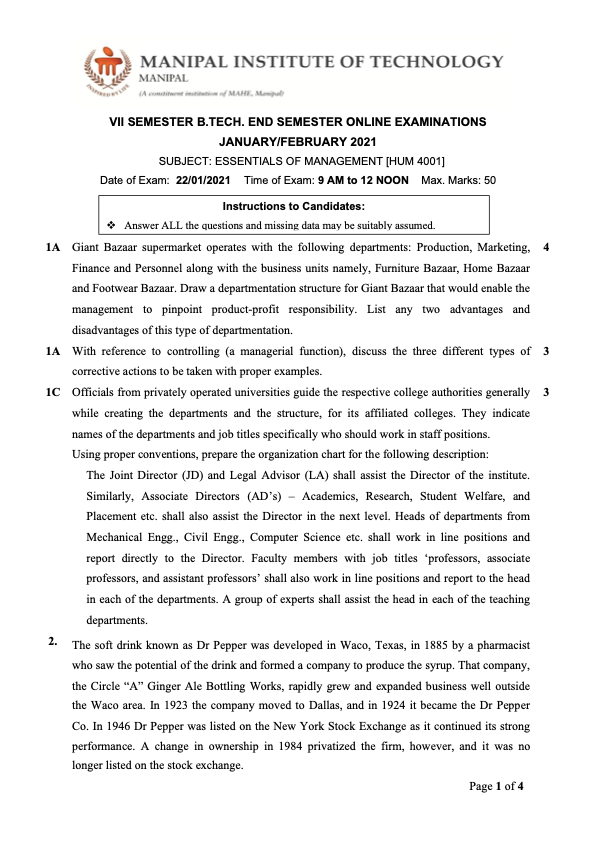 MANIPAL INSTITUTE OF TECHNOLOGY
MANIPAL
(A constituent institution of MAHE, Manipal)
INSPIRED BY LIFE
VII SEMESTER B.TECH. END SEMESTER ONLINE EXAMINATIONS
JANUARY/FEBRUARY 2021
SUBJECT: ESSENTIALS OF MANAGEMENT [HUM 4001]
Date of Exam: 22/01/2021 Time of Exam: 9 AM to 12 NOON Max. Marks: 50
Instructions to Candidates:
❖ Answer ALL the questions and missing data may be suitably assumed.
1A Giant Bazaar supermarket operates with the following departments: Production, Marketing, 4
Finance and Personnel along with the business units namely, Furniture Bazaar, Home Bazaar
and Footwear Bazaar. Draw a departmentation structure for Giant Bazaar that would enable the
management to pinpoint product-profit responsibility. List any two advantages and
disadvantages of this type of departmentation.
1A With reference to controlling (a managerial function), discuss the three different types of 3
corrective actions to be taken with proper examples.
1C Officials from privately operated universities guide the respective college authorities generally 3
while creating the departments and the structure, for its affiliated colleges. They indicate
names of the departments and job titles specifically who should work in staff positions.
Using proper conventions, prepare the organization chart for the following description:
The Joint Director (JD) and Legal Advisor (LA) shall assist the Director of the institute.
Similarly, Associate Directors (AD's) – Academics, Research, Student Welfare, and
Placement etc. shall also assist the Director in the next level. Heads of departments from
Mechanical Engg., Civil Engg., Computer Science etc. shall work in line positions and
report directly to the Director. Faculty members with job titles 'professors, associate
professors, and assistant professors' shall also work in line positions and report to the head
in each of the departments. A group of experts shall assist the head in each of the teaching
departments.
2. The soft drink known as Dr Pepper was developed in Waco, Texas, in 1885 by a pharmacist
who saw the potential of the drink and formed a company to produce the syrup. That company,
the Circle “A” Ginger Ale Bottling Works, rapidly grew and expanded business well outside
the Waco area. In 1923 the company moved to Dallas, and in 1924 it became the Dr Pepper
Co. In 1946 Dr Pepper was listed on the New York Stock Exchange as it continued its strong
performance. A change in ownership in 1984 privatized the firm, however, and it was no
longer listed on the stock exchange.
Page 1 of 4